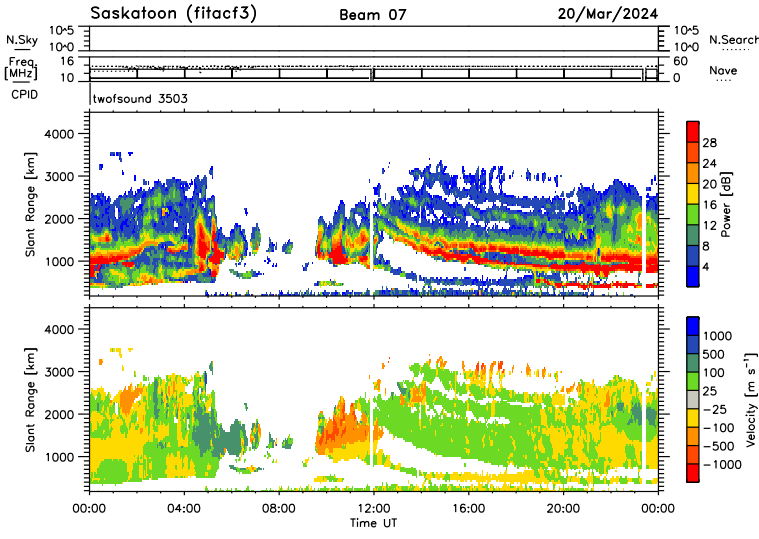 Saskatoon (fitacf3) Beam 07 20/Mar/2024
N.Sky 10^5 10^5 N.Search
10^0 10^0
Freq. 16 60 Nave
[MHz] 10 0
CPID twofsound 3503
Slant Range [km]
4000
3000
2000
1000
28
24
20
16
12
8
4
Power [dB]
Slant Range [km]
4000
3000
2000
1000
1000
500
100
25
-25
-100
-500
-1000
Velocity [m s⁻¹]
00:00 04:00 08:00 12:00 16:00 20:00 00:00
Time UT